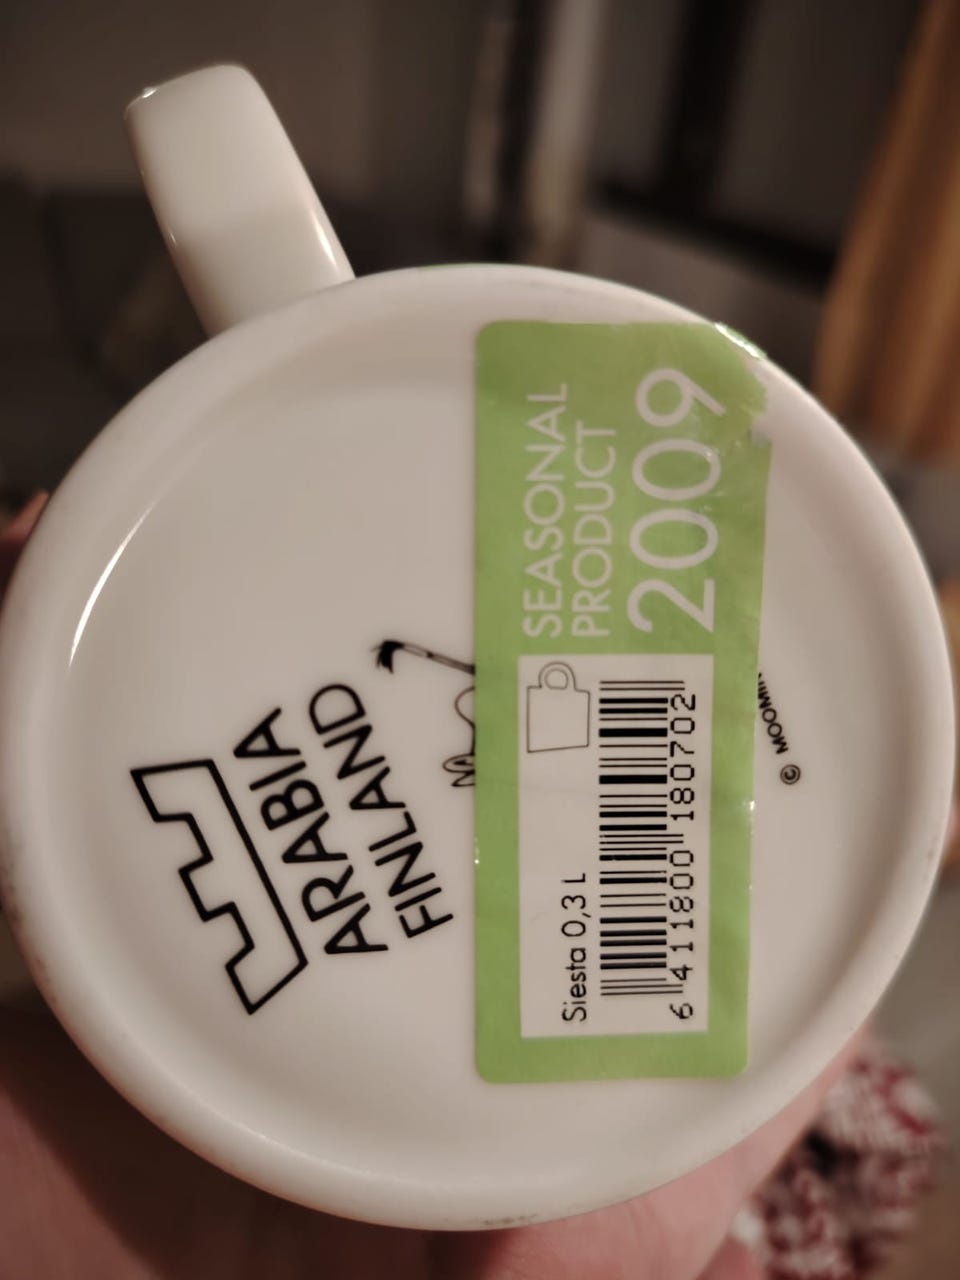 ARABIA
FINLAND
SEASONAL
PRODUCT
2009
Siesta 0,3 L
6 411800 180702
© MOOMIN